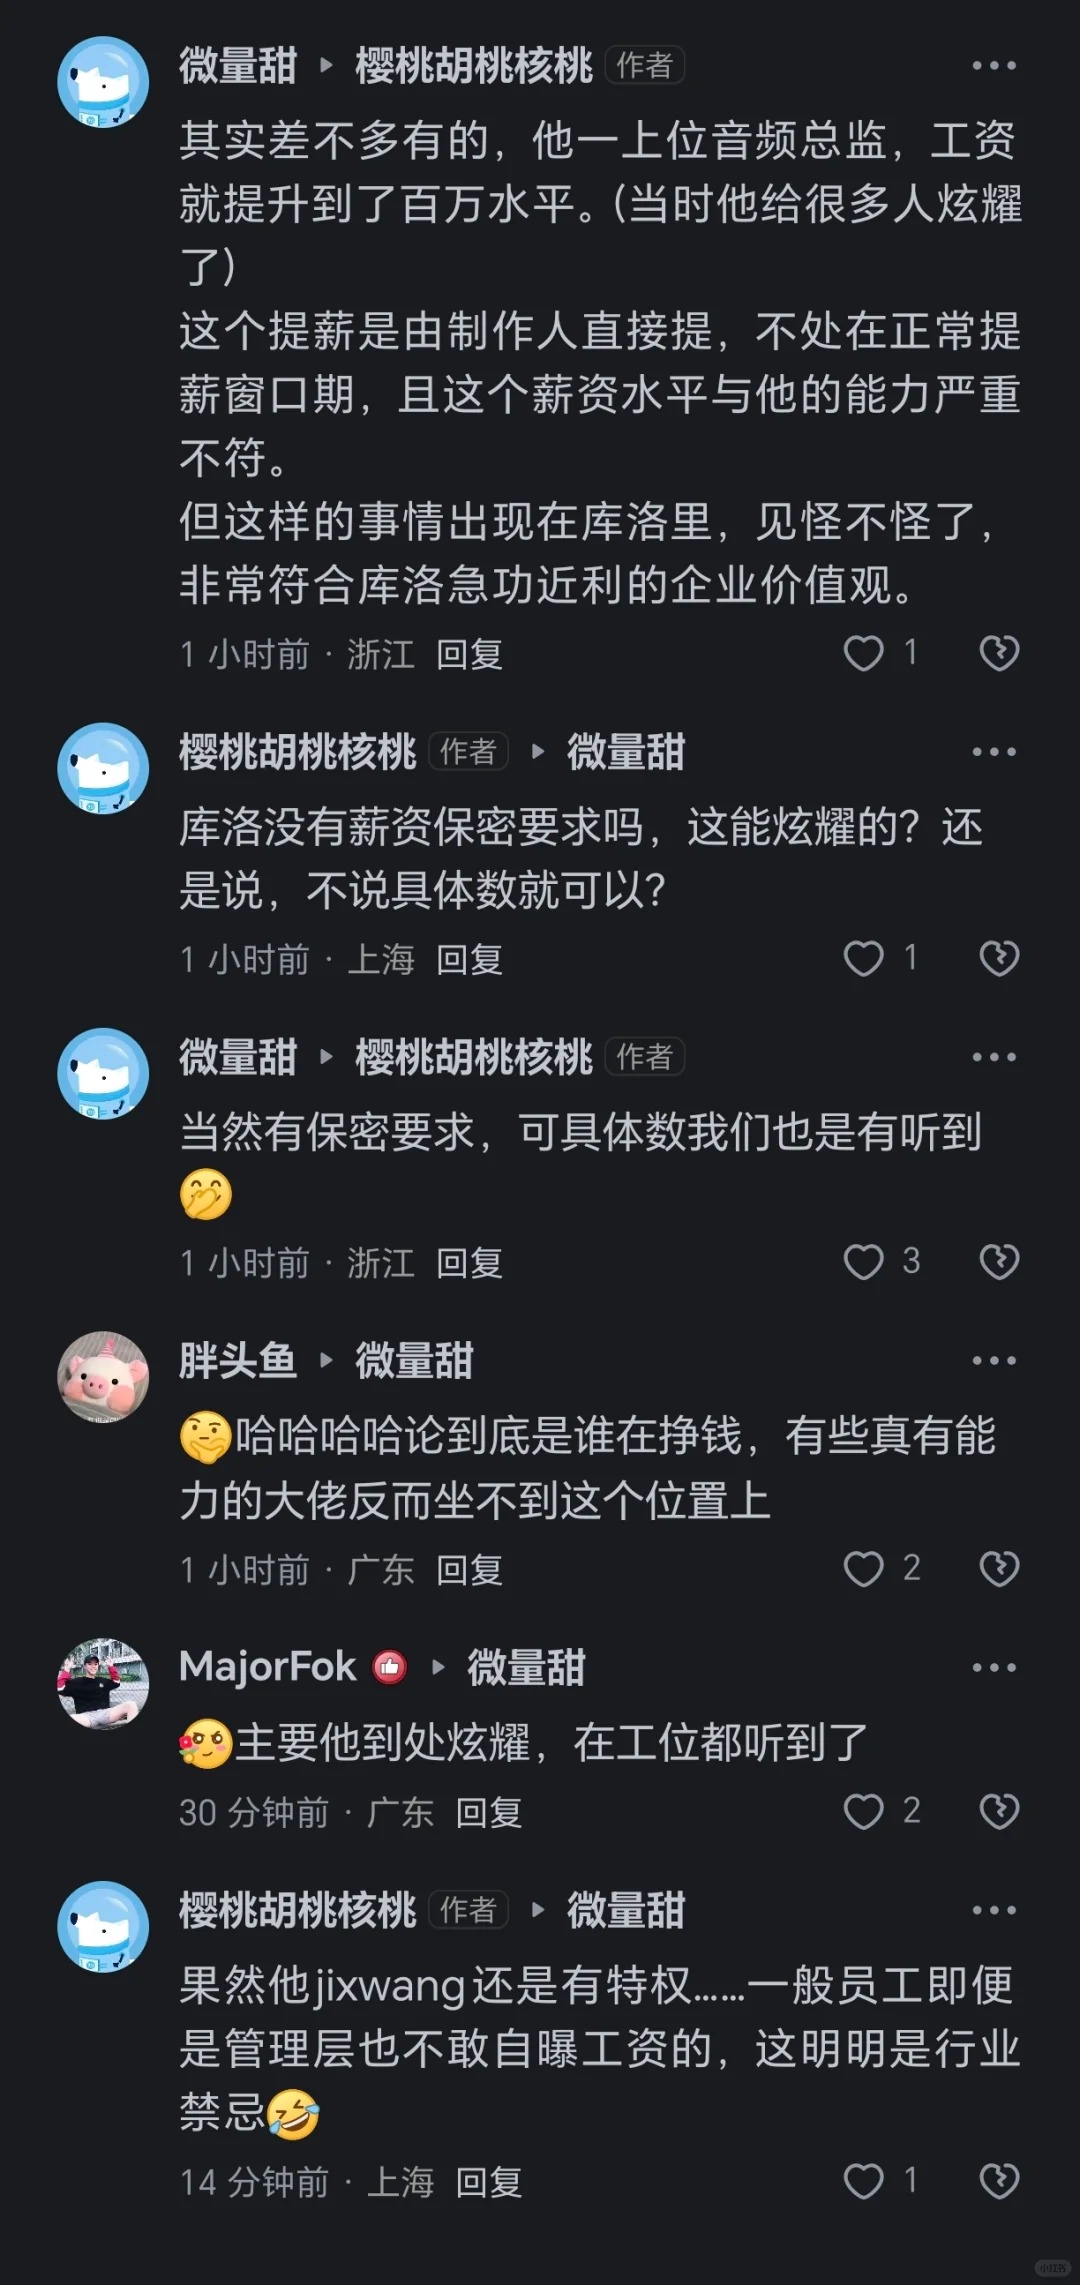 微量甜 ▸ 樱桃胡桃核桃 作者
其实差不多有的，他一上位音频总监，工资
就提升到了百万水平。(当时他给很多人炫耀
了)
这个提薪是由制作人直接提，不处在正常提
薪窗口期，且这个薪资水平与他的能力严重
不符。
但这样的事情出现在库洛里，见怪不怪了，
非常符合库洛急功近利的企业价值观。
1 小时前 · 浙江 回复 1
樱桃胡桃核桃 作者 ▸ 微量甜
库洛没有薪资保密要求吗，这能炫耀的？还
是说，不说具体数就可以？
1 小时前 · 上海 回复 1
微量甜 ▸ 樱桃胡桃核桃 作者
当然有保密要求，可具体数我们也是有听到
🤭
1 小时前 · 浙江 回复 3
胖头鱼 ▸ 微量甜
🤔哈哈哈哈论到底是谁在挣钱，有些真有能
力的大佬反而坐不到这个位置上
1 小时前 · 广东 回复 2
MajorFok ▸ 微量甜
主要他到处炫耀，在工位都听到了
30 分钟前 · 广东 回复 2
樱桃胡桃核桃 作者 ▸ 微量甜
果然他jixwang还是有特权……一般员工即便
是管理层也不敢自曝工资的，这明明是行业
禁忌🤣
14 分钟前 · 上海 回复 1
小红书